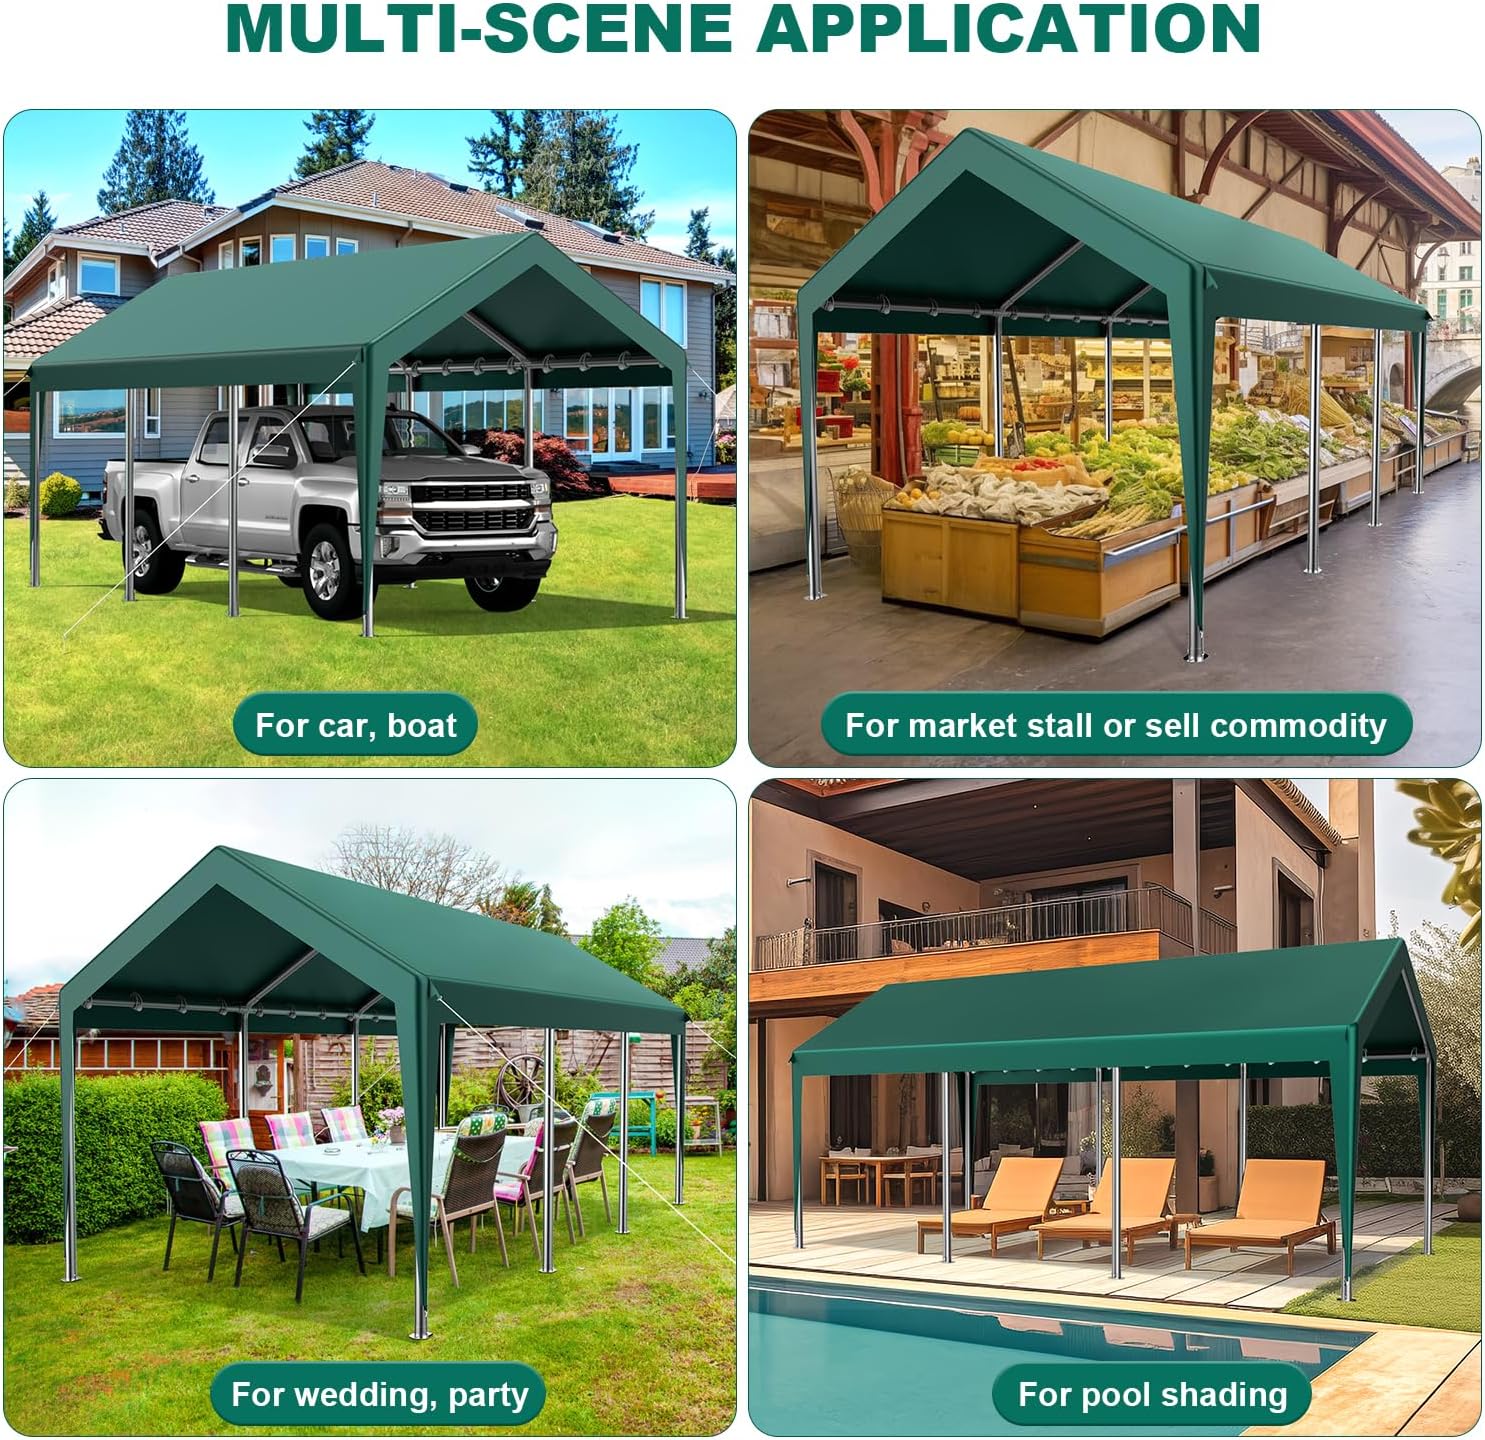 MULTI-SCENE APPLICATION
For car, boat
For market stall or sell commodity
For wedding, party
For pool shading